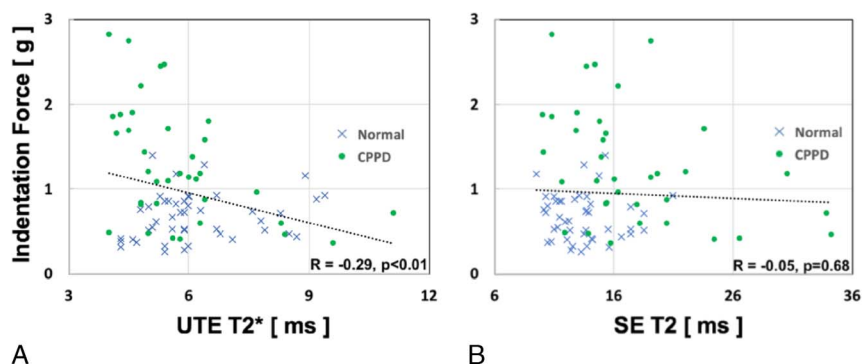 3
2
1
0
Indentation Force [ g ]
Normal
CPPD
R = -0.29, p<0.01
3 6 9 12
UTE T2* [ ms ]
A
3
2
1
0
Normal
CPPD
R = -0.05, p=0.68
6 16 26 36
SE T2 [ ms ]
B